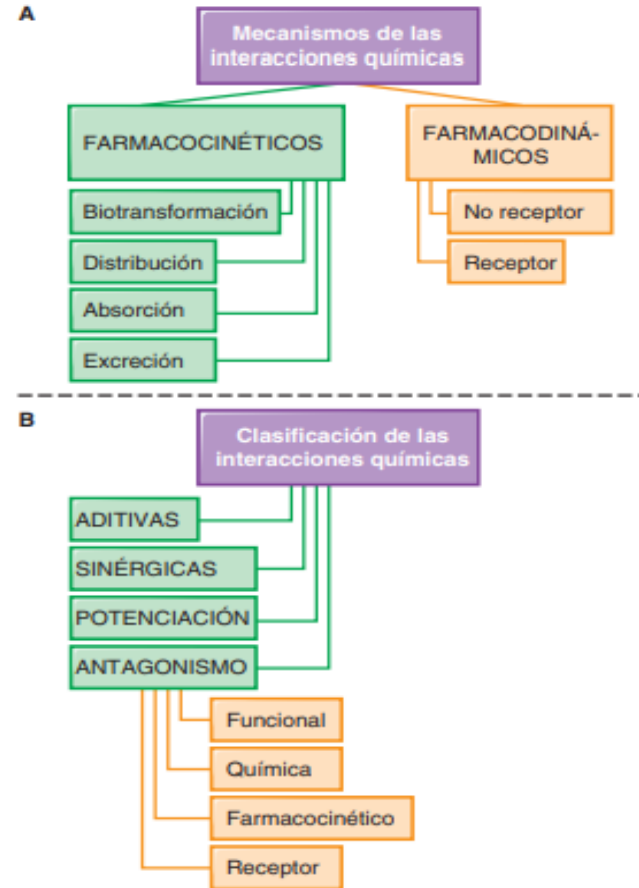 A
Mecanismos de las
interacciones químicas
FARMACOCINÉTICOS
Biotransformación
Distribución
Absorción
Excreción
FARMACODINÁ-
MICOS
No receptor
Receptor
B
Clasificación de las
interacciones químicas
ADITIVAS
SINÉRGICAS
POTENCIACIÓN
ANTAGONISMO
Funcional
Química
Farmacocinético
Receptor